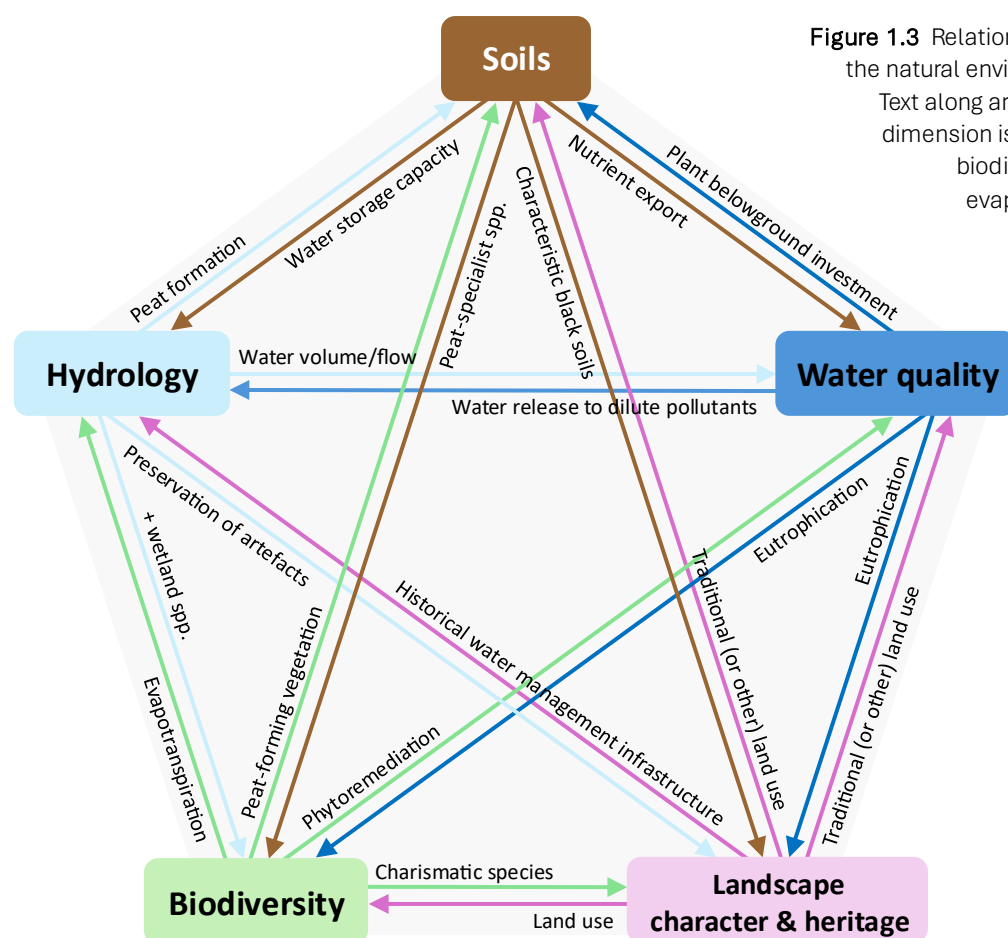 Soils
Figure 1.3 Relation
the natural envi
Text along ar
dimension is
biodi
evap
Peat formation
Water storage capacity
Peat-specialist spp.
Characteristic black soils
Nutrient export
Plant belowground investment
Hydrology
Water volume/flow
Water release to dilute pollutants
Water quality
Preservation of artefacts
+ wetland spp.
Evapotranspiration
Peat-forming vegetation
Phytoremediation
Historical water management infrastructure
Traditional (or other) land use
Eutrophication
Eutrophication
Traditional (or other) land use
Biodiversity
Charismatic species
Land use
Landscape
character & heritage